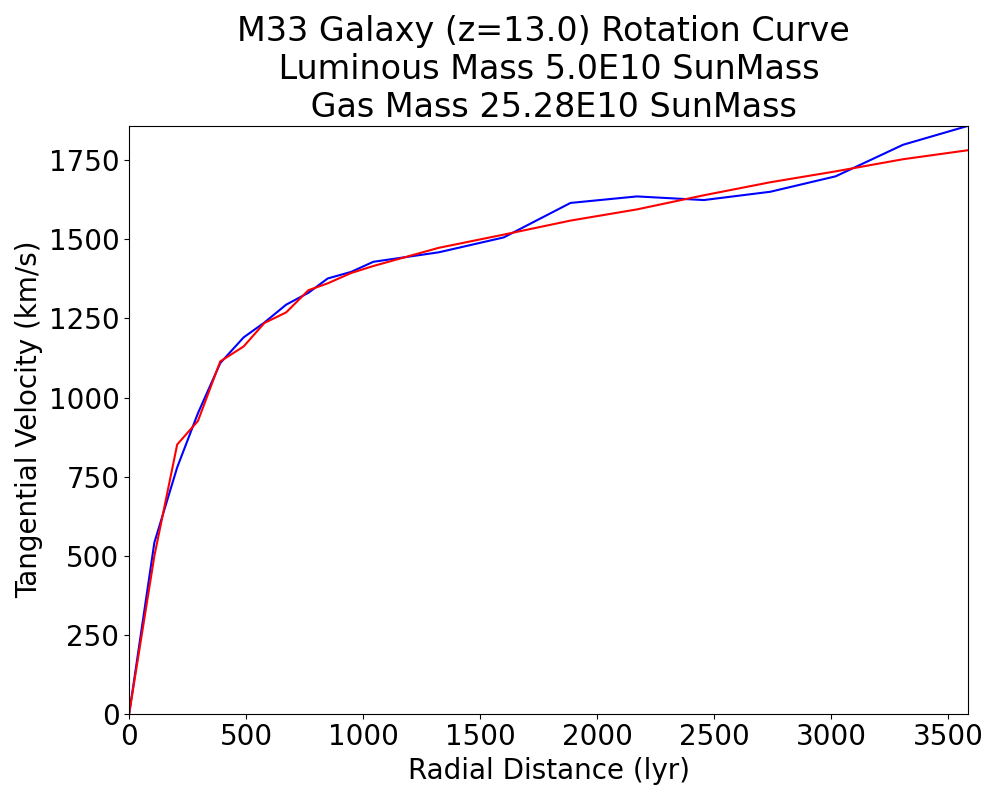 M33 Galaxy (z=13.0) Rotation Curve
Luminous Mass 5.0E10 SunMass
Gas Mass 25.28E10 SunMass
Tangential Velocity (km/s)
1750
1500
1250
1000
750
500
250
0
0 500 1000 1500 2000 2500 3000 3500
Radial Distance (lyr)